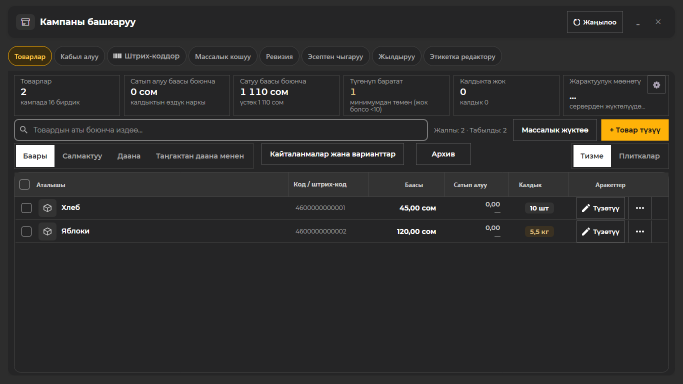 Кампаны башкаруу
Жаңылоо
Товарлар
Кабыл алуу
Штрих-коддор
Массалык кошуу
Ревизия
Эсептен чыгаруу
Жылдыруу
Этикетка редактору
Товарлар
2
кампада 16 бирдик
Сатып алуу баасы боюнча
0 сом
калдыктын өздүк наркы
Сатуу баасы боюнча
1 110 сом
үстөк 1 110 сом
Түгөнүп баратат
1
минимумдан төмөн (жок
болсо <10)
Калдыкта жок
0
калдык 0
Жарактуулук мөөнөтү
...
серверден жүктөлүүдө...
Товардын аты боюнча издөө...
Жалпы: 2 · Табылды: 2
Массалык жүктөө
+ Товар түзүү
Баары
Салмактуу
Даана
Таңгактан даана менен
Кайталанмалар жана варианттар
Архив
Тизме
Плиткалар
Аталышы
Код / штрих-код
Баасы
Сатып алуу
Калдык
Аракеттер
Хлеб
4600000000001
45,00 сом
0,00
—
10 шт
Түзөтүү
Яблоки
4600000000002
120,00 сом
0,00
—
5,5 кг
Түзөтүү